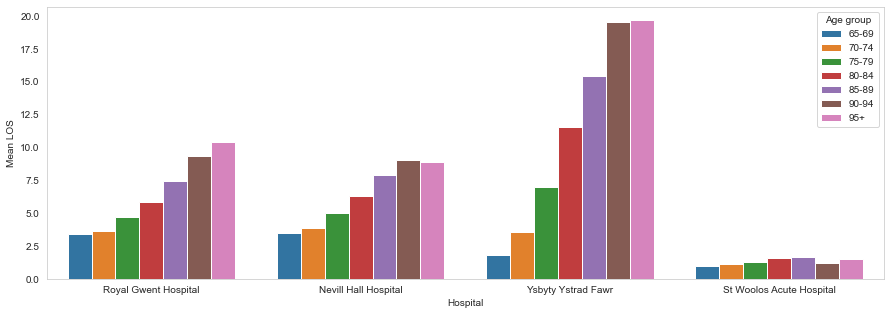 20.0
17.5
15.0
12.5
10.0
7.5
5.0
2.5
0.0
Mean LOS
Age group
65-69
70-74
75-79
80-84
85-89
90-94
95+
Royal Gwent Hospital
Nevill Hall Hospital
Ysbyty Ystrad Fawr
St Woolos Acute Hospital
Hospital